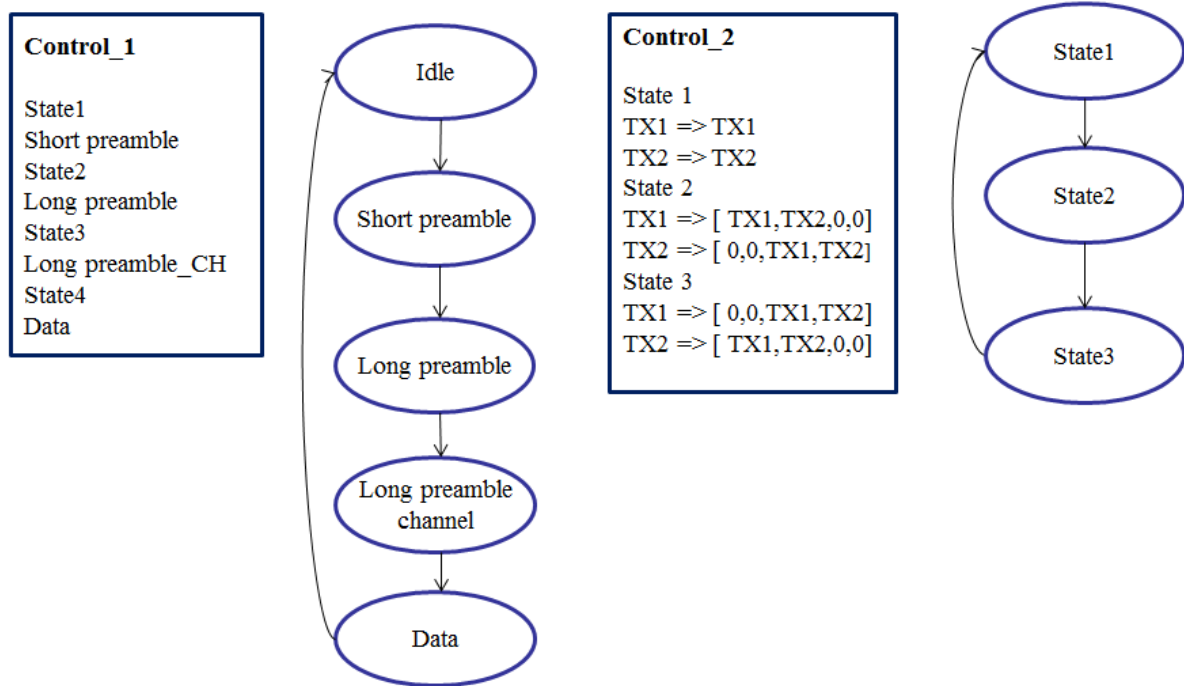 Control_1
State1
Short preamble
State2
Long preamble
State3
Long preamble_CH
State4
Data
Idle
Short preamble
Long preamble
Long preamble
channel
Data
Control_2
State 1
TX1 => TX1
TX2 => TX2
State 2
TX1 => [ TX1,TX2,0,0]
TX2 => [ 0,0,TX1,TX2]
State 3
TX1 => [ 0,0,TX1,TX2]
TX2 => [ TX1,TX2,0,0]
State1
State2
State3